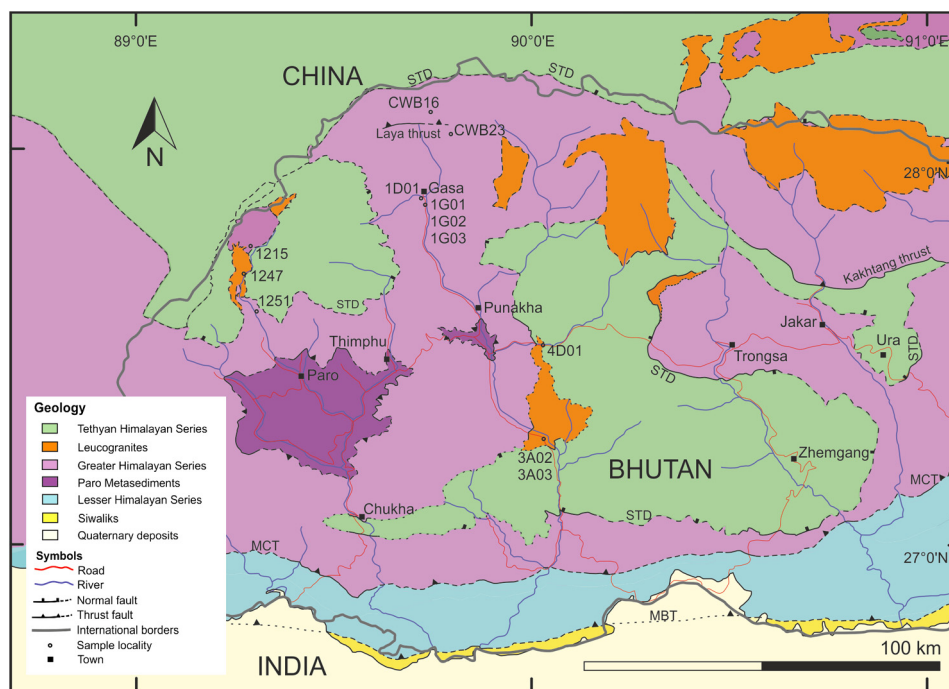 89°0'E
90°0'E
91°0'E
CHINA
STD
STD
CWB16
Laya thrust
CWB23
N
28°0'N
1D01
Gasa
1G01
1G02
1G03
1215
1247
1251
STD
Kakhtang thrust
Punakha
Jakar
Thimphu
Ura
STD
4D01
Trongsa
Paro
STD
3A02
3A03
BHUTAN
Zhemgang
MCT
Chukha
STD
MCT
27°0'N
MBT
INDIA
100 km
Geology
Tethyan Himalayan Series
Leucogranites
Greater Himalayan Series
Paro Metasediments
Lesser Himalayan Series
Siwaliks
Quaternary deposits
Symbols
Road
River
Normal fault
Thrust fault
International borders
Sample locality
Town